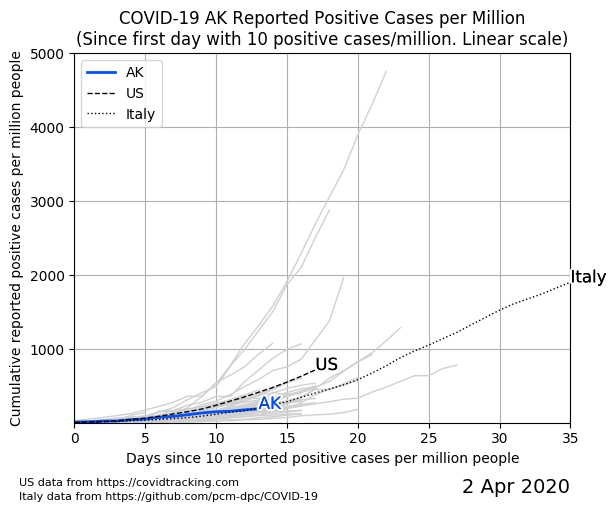 COVID-19 AK Reported Positive Cases per Million
(Since first day with 10 positive cases/million. Linear scale)
Cumulative reported positive cases per million people
5000
4000
3000
2000
1000
AK
US
Italy
Italy
US
AK
0
5
10
15
20
25
30
35
Days since 10 reported positive cases per million people
US data from https://covidtracking.com
Italy data from https://github.com/pcm-dpc/COVID-19
2 Apr 2020